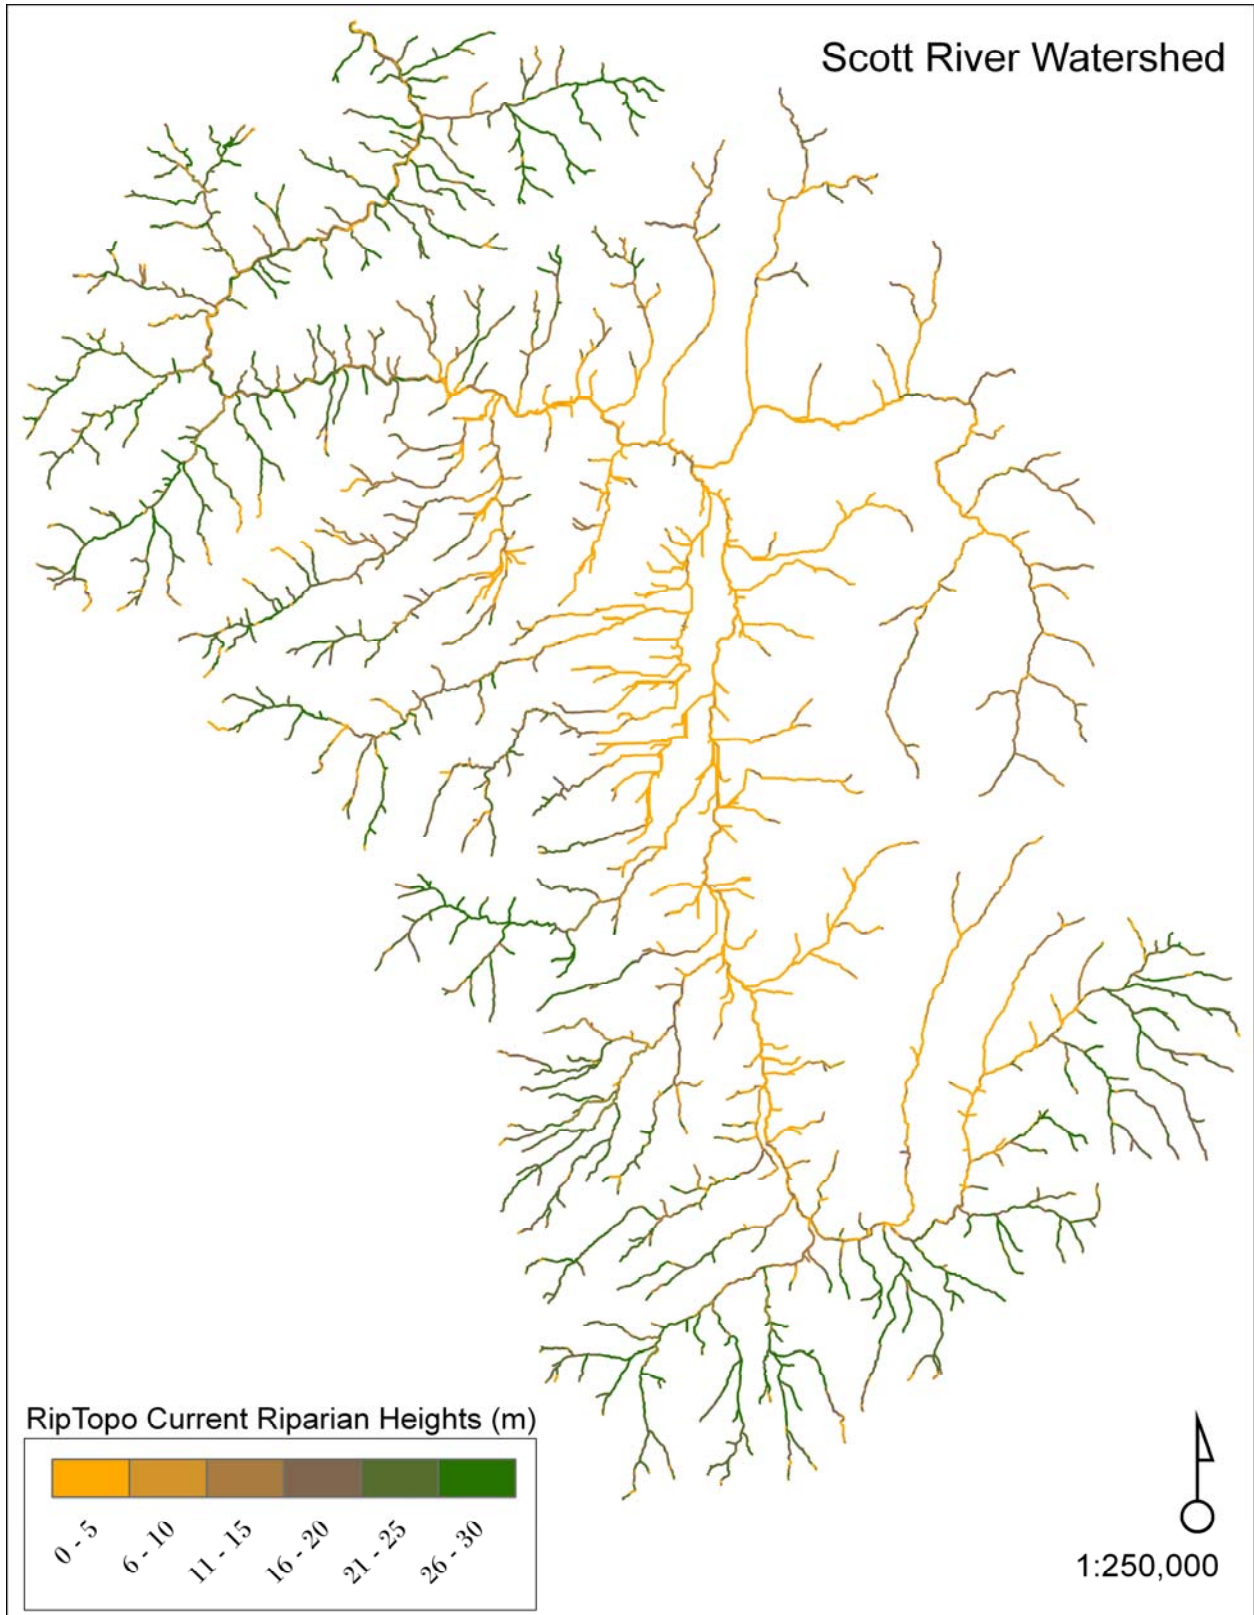 Scott River Watershed
RipTopo Current Riparian Heights (m)
0 - 5
6 - 10
11 - 15
16 - 20
21 - 25
26 - 30
1:250,000